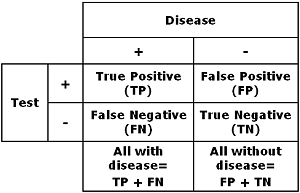 Disease
+ -
Test
+
True Positive
(TP)
False Positive
(FP)
-
False Negative
(FN)
True Negative
(TN)
All with
disease=
TP + FN
All without
disease=
FP + TN